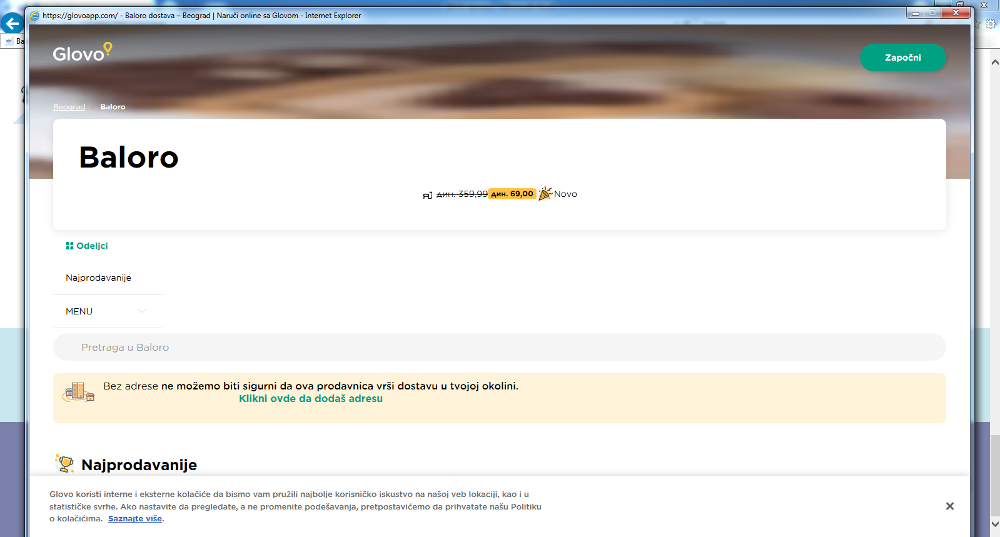 https://glovoapp.com/ - Baloro dostava – Beograd | Naruči online sa Glovom - Internet Explorer
Ba
Glovo
Započni
Beograd
Baloro
Baloro
дин. 359,99 дин. 69,00 Novo
Odeljci
Najprodavanije
MENU
Pretraga u Baloro
Bez adrese ne možemo biti sigurni da ova prodavnica vrši dostavu u tvojoj okolini.
Klikni ovde da dodaš adresu
Najprodavanije
Glovo koristi interne i eksterne kolačiće da bismo vam pružili najbolje korisničko iskustvo na našoj veb lokaciji, kao i u
statističke svrhe. Ako nastavite da pregledate, a ne promenite podešavanja, pretpostavićemo da prihvatate našu Politiku
o kolačićima. Saznajte više.